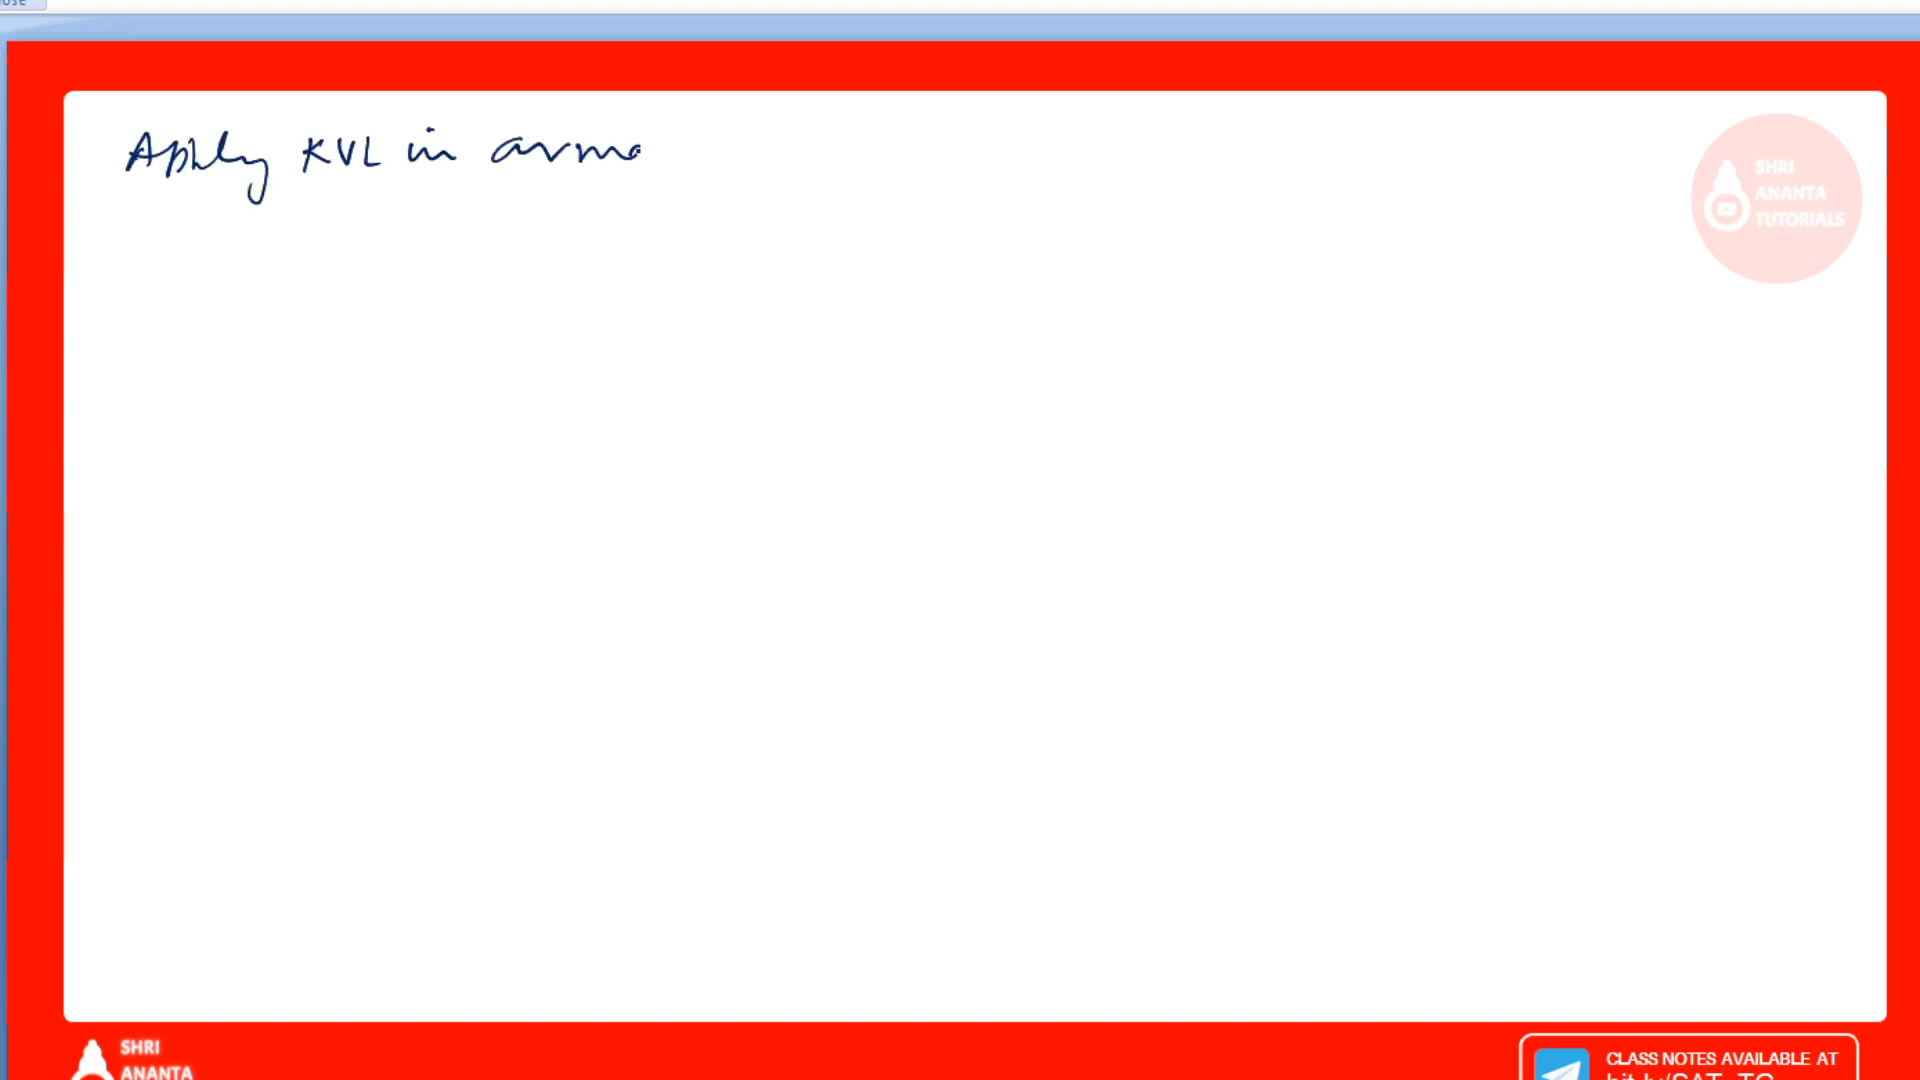 Apply KVL in arma
SHRI
ANANTA
TUTORIALS
SHRI
ANANTA
CLASS NOTES AVAILABLE AT